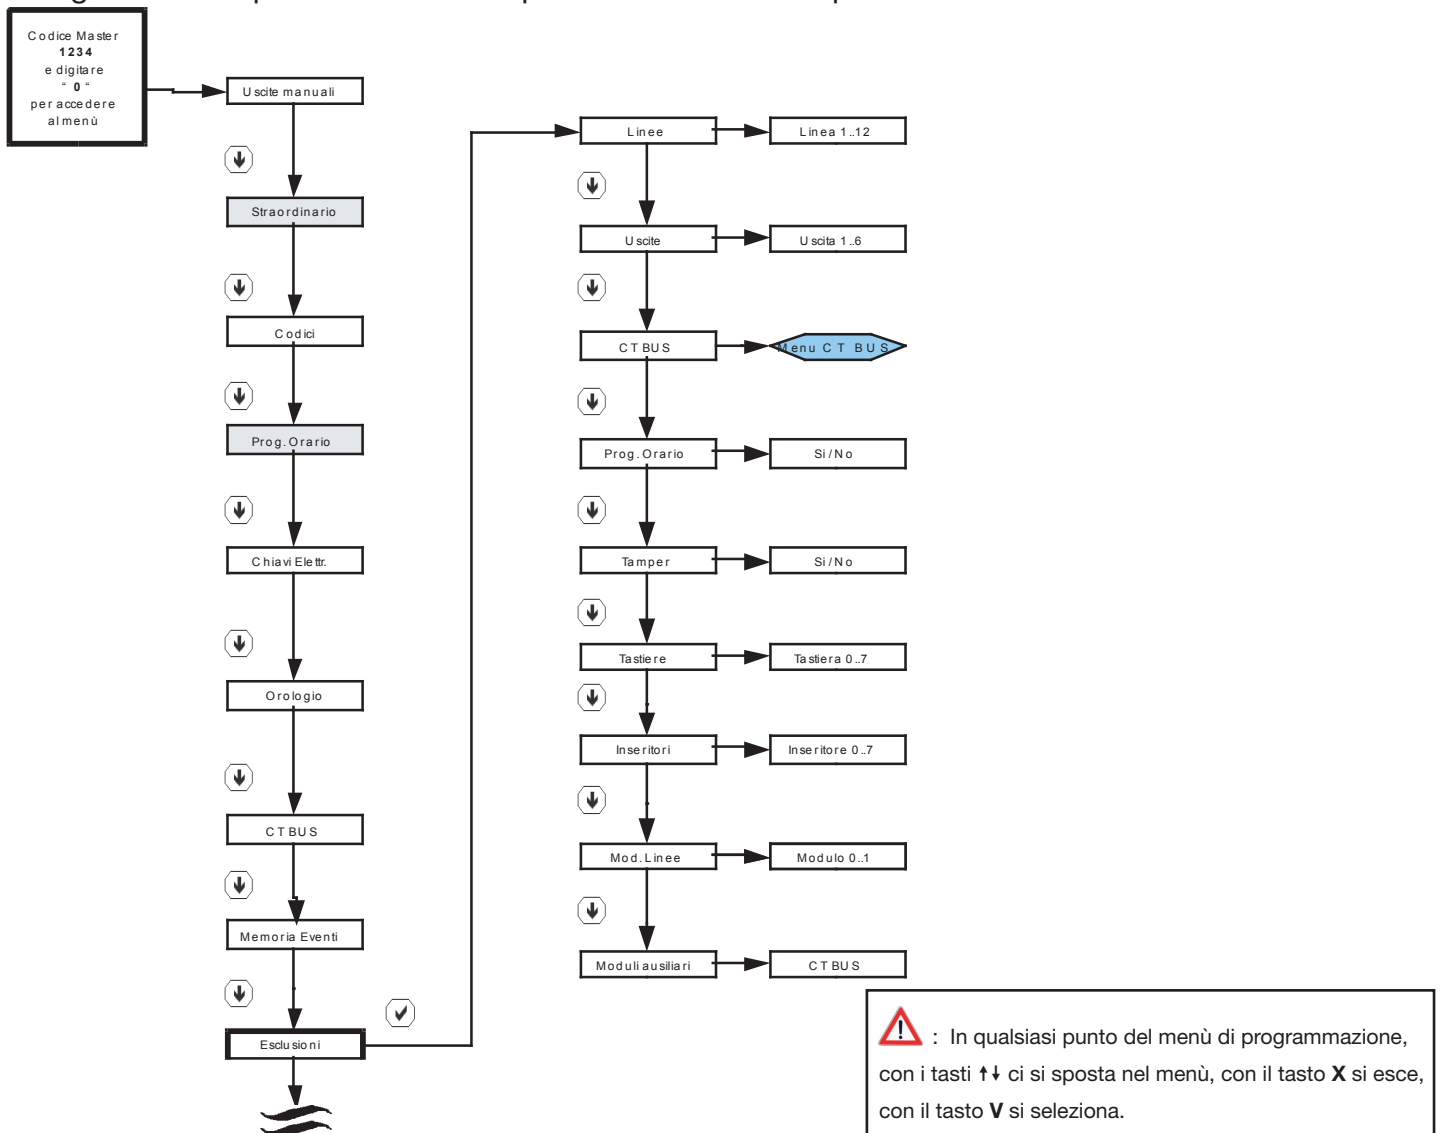 Codice Master
1234
e digitare
“ 0 “
per accedere
al menù
Uscite manuali
Straordinario
Codici
Prog. Orario
Chiavi Elettr.
Orologio
CT BUS
Memoria Eventi
Esclusioni
Linee
Linea 1..12
Uscite
Uscita 1..6
CT BUS
Menu CT BUS
Prog. Orario
Si/No
Tamper
Si/No
Tastiere
Tastiera 0..7
Inseritori
Inseritore 0..7
Mod. Linee
Modulo 0..1
Moduli ausiliari
CT BUS
: In qualsiasi punto del menù di programmazione,
con i tasti ↑↓ ci si sposta nel menù, con il tasto X si esce,
con il tasto V si seleziona.